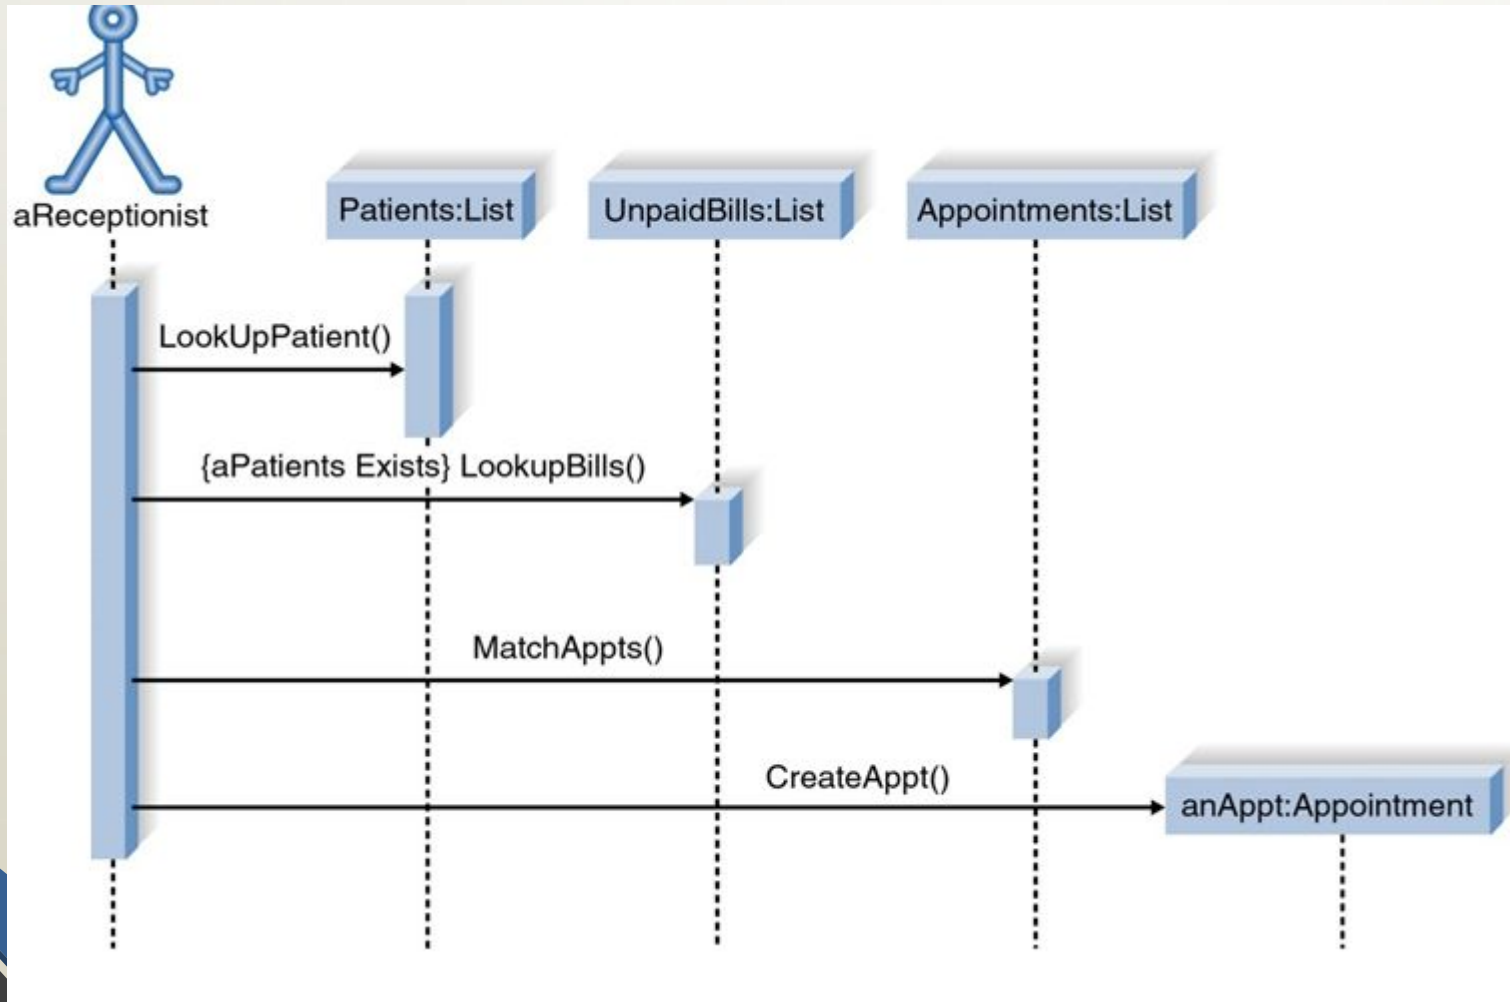 aReceptionist
Patients:List
UnpaidBills:List
Appointments:List
LookUpPatient()
{aPatients Exists} LookupBills()
MatchAppts()
CreateAppt()
anAppt:Appointment